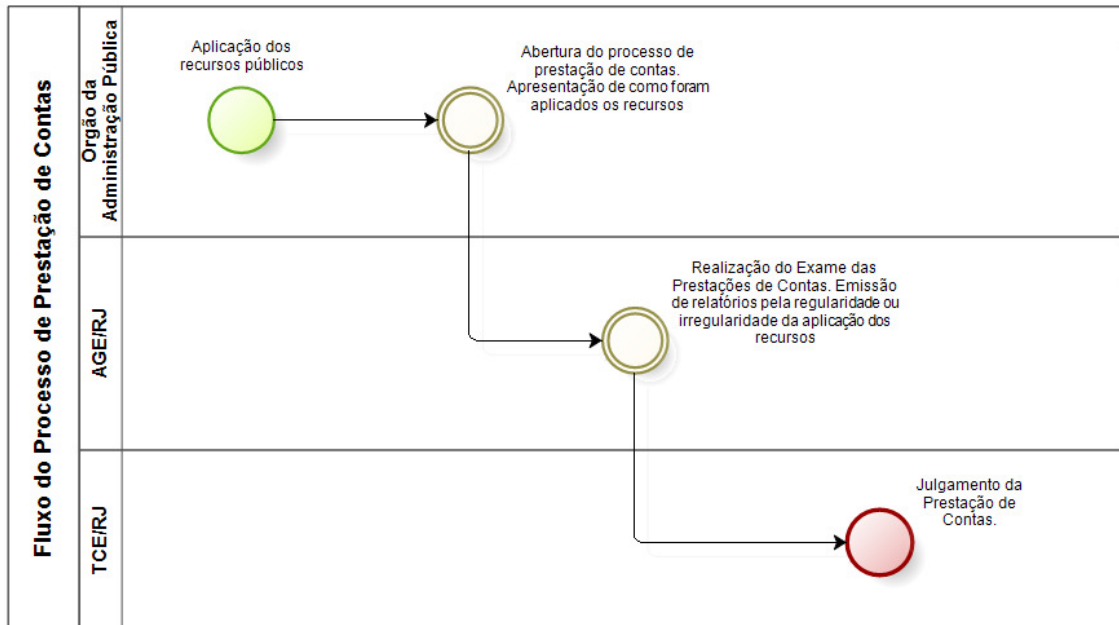 Fluxo do Processo de Prestação de Contas
Orgão da
Administração Pública
Aplicação dos
recursos públicos
Abertura do processo de
prestação de contas.
Apresentação de como foram
aplicados os recursos
AGE/RJ
Realização do Exame das
Prestações de Contas. Emissão
de relatórios pela regularidade ou
irregularidade da aplicação dos
recursos
TCE/RJ
Julgamento da
Prestação de
Contas.